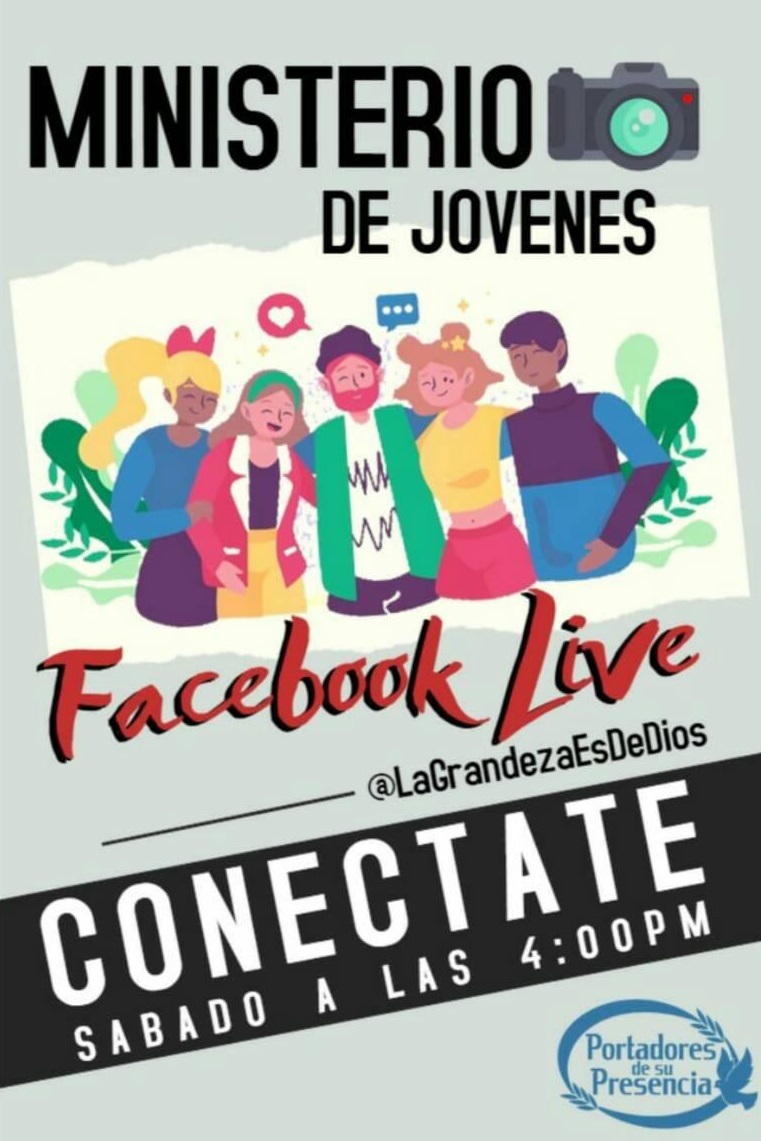 MINISTERIO
DE JOVENES
Facebook Live
@LaGrandezaEsDeDios
CONECTATE
SABADO A LAS 4:00PM
Portadores
de su
Presencia